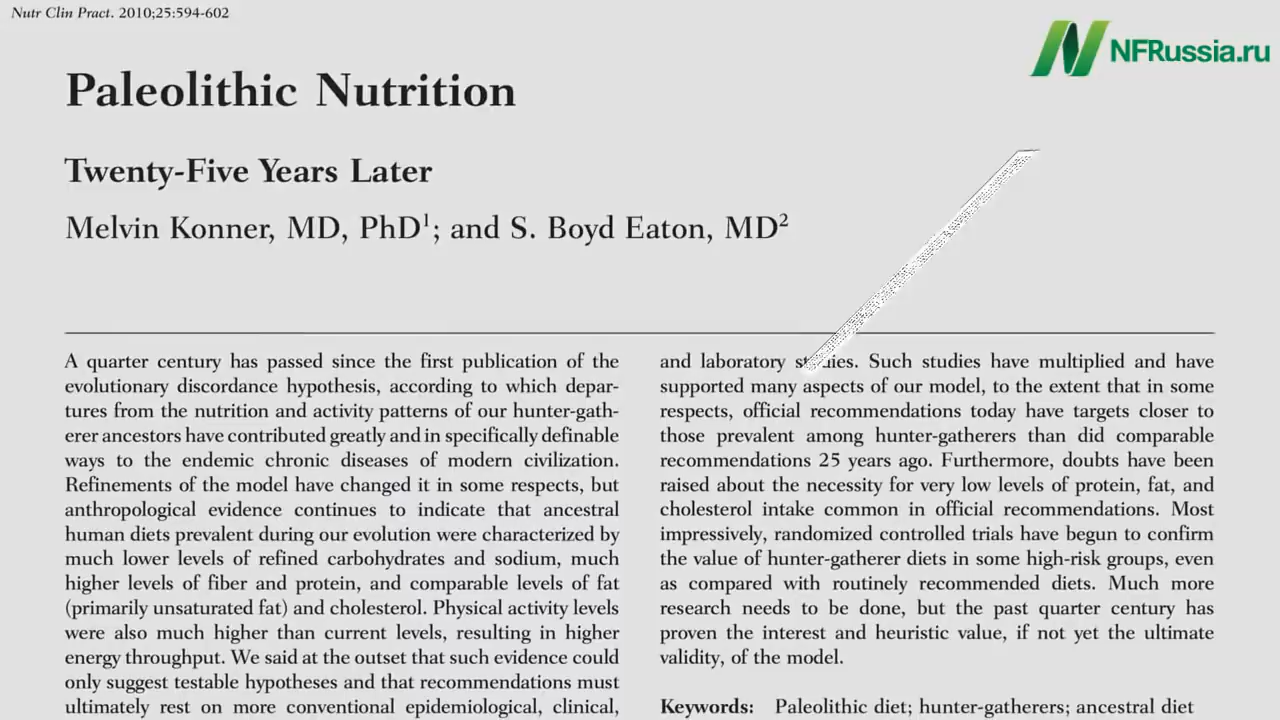 Nutr Clin Pract. 2010;25:594-602
NFRussia.ru
Paleolithic Nutrition
Twenty-Five Years Later
Melvin Konner, MD, PhD1; and S. Boyd Eaton, MD2
A quarter century has passed since the first publication of the
evolutionary discordance hypothesis, according to which depar-
tures from the nutrition and activity patterns of our hunter-gath-
erer ancestors have contributed greatly and in specifically definable
ways to the endemic chronic diseases of modern civilization.
Refinements of the model have changed it in some respects, but
anthropological evidence continues to indicate that ancestral
human diets prevalent during our evolution were characterized by
much lower levels of refined carbohydrates and sodium, much
higher levels of fiber and protein, and comparable levels of fat
(primarily unsaturated fat) and cholesterol. Physical activity levels
were also much higher than current levels, resulting in higher
energy throughput. We said at the outset that such evidence could
only suggest testable hypotheses and that recommendations must
ultimately rest on more conventional epidemiological, clinical,
and laboratory studies. Such studies have multiplied and have
supported many aspects of our model, to the extent that in some
respects, official recommendations today have targets closer to
those prevalent among hunter-gatherers than did comparable
recommendations 25 years ago. Furthermore, doubts have been
raised about the necessity for very low levels of protein, fat, and
cholesterol intake common in official recommendations. Most
impressively, randomized controlled trials have begun to confirm
the value of hunter-gatherer diets in some high-risk groups, even
as compared with routinely recommended diets. Much more
research needs to be done, but the past quarter century has
proven the interest and heuristic value, if not yet the ultimate
validity, of the model.
Keywords: Paleolithic diet; hunter-gatherers; ancestral diet